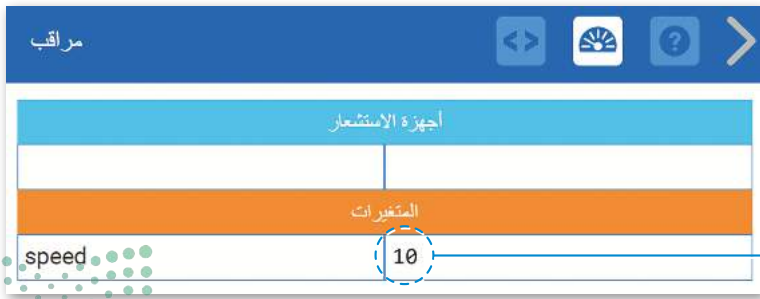 مراقب
<> ?
أجهزة الاستشعار
المتغيرات
speed 10